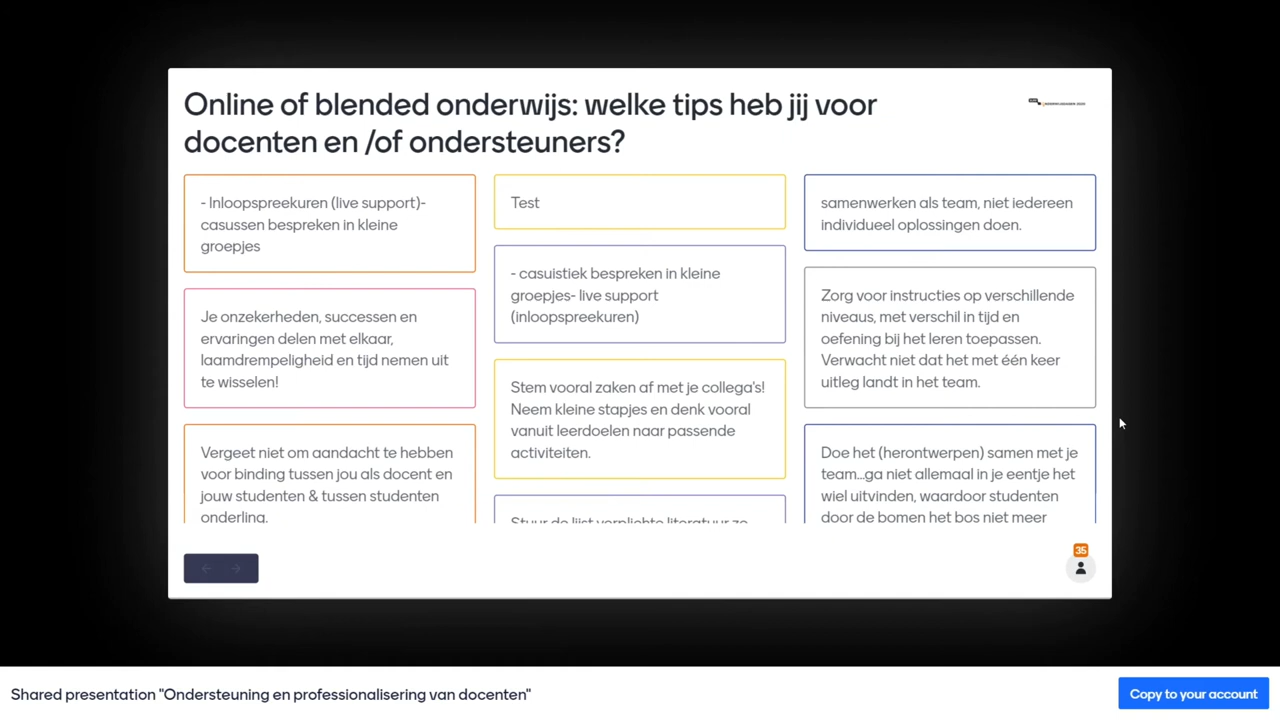 Online of blended onderwijs: welke tips heb jij voor
docenten en /of ondersteuners?
- Inloopspreekuren (live support)-
casussen bespreken in kleine
groepjes
Je onzekerheden, successen en
ervaringen delen met elkaar,
laamdrempeligheid en tijd nemen uit
te wisselen!
Vergeet niet om aandacht te hebben
voor binding tussen jou als docent en
jouw studenten & tussen studenten
onderling.
Test
- casuistiek bespreken in kleine
groepjes- live support
(inloopspreekuren)
Stem vooral zaken af met je collega's!
Neem kleine stapjes en denk vooral
vanuit leerdoelen naar passende
activiteiten.
Stuur de lijst verplichte literatuur zo
samenwerken als team, niet iedereen
individueel oplossingen doen.
Zorg voor instructies op verschillende
niveaus, met verschil in tijd en
oefening bij het leren toepassen.
Verwacht niet dat het met één keer
uitleg landt in het team.
Doe het (herontwerpen) samen met je
team...ga niet allemaal in je eentje het
wiel uitvinden, waardoor studenten
door de bomen het bos niet meer
35
Shared presentation "Ondersteuning en professionalisering van docenten"
Copy to your account